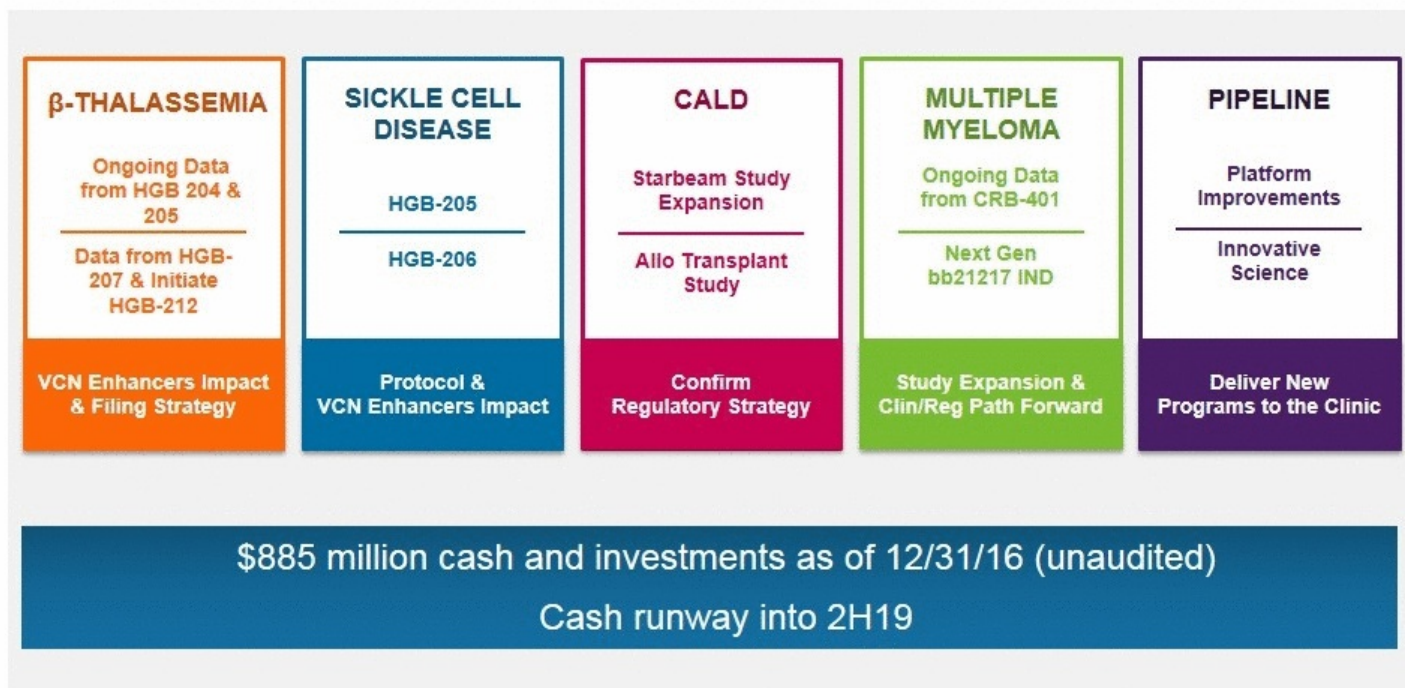 β-THALASSEMIA
Ongoing Data
from HGB 204 &
205
Data from HGB-
207 & Initiate
HGB-212
VCN Enhancers Impact
& Filing Strategy
SICKLE CELL
DISEASE
HGB-205
HGB-206
Protocol &
VCN Enhancers Impact
CALD
Starbeam Study
Expansion
Allo Transplant
Study
Confirm
Regulatory Strategy
MULTIPLE
MYELOMA
Ongoing Data
from CRB-401
Next Gen
bb21217 IND
Study Expansion &
Clin/Reg Path Forward
PIPELINE
Platform
Improvements
Innovative
Science
Deliver New
Programs to the Clinic
$885 million cash and investments as of 12/31/16 (unaudited)
Cash runway into 2H19